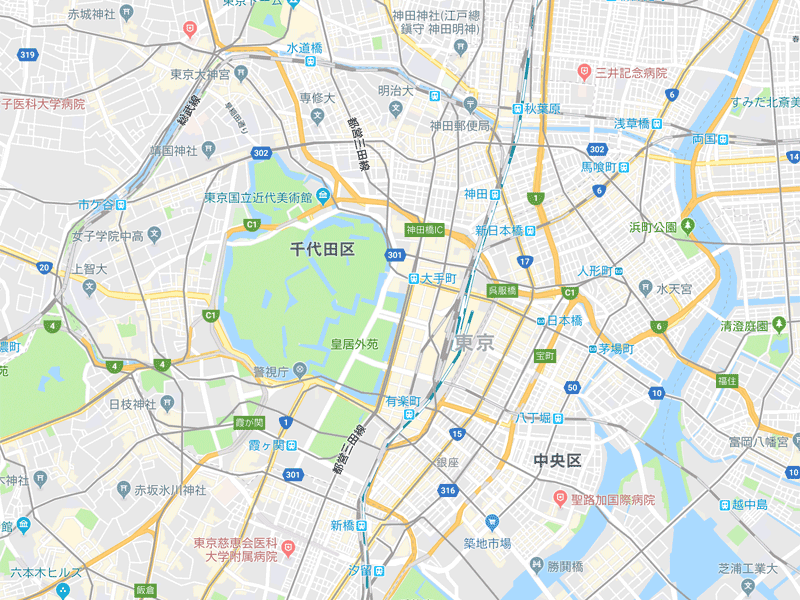 東京ドーム
赤城神社
神田神社(江戸總
鎮守 神田明神)
水道橋
319
東京大神宮
三井記念病院
総武線
早稲田通り
専修大
明治大
6
子医科大学病院
秋葉原
すみだ北斎美
都営三田線
神田郵便局
浅草橋
両国
靖国神社
302
302
14
馬喰町
6
市ケ谷
東京国立近代美術館
神田
1
C1
神田橋IC
新日本橋
浜町公園
女子学院中高
千代田区
301
17
20
上智大
大手町
人形町
呉服橋
C1
水天宮
C1
日本橋
4
6
清澄庭園
濃町
皇居外苑
東京
宝町
茅場町
苑
4
4
警視庁
福住
50
10
日枝神社
有楽町
霞が関
1
八丁堀
霞ケ関
15
富岡八幡宮
都営三田線
銀座
中央区
301
316
10
木神社
赤坂氷川神社
聖路加国際病院
越中島
館
新橋
築地市場
東京慈恵会医科
大学附属病院
六本木ヒルズ
汐留
勝鬨橋
芝浦工業大
飯倉